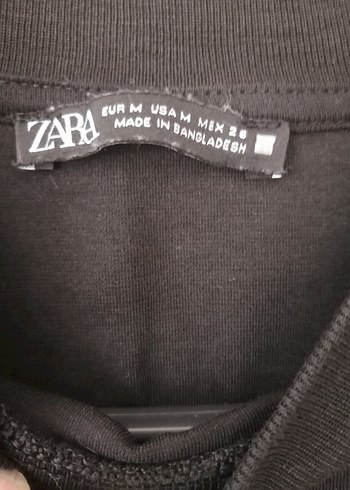 ZARA
EUR M USA M MEX 28
MADE IN BANGLADESH